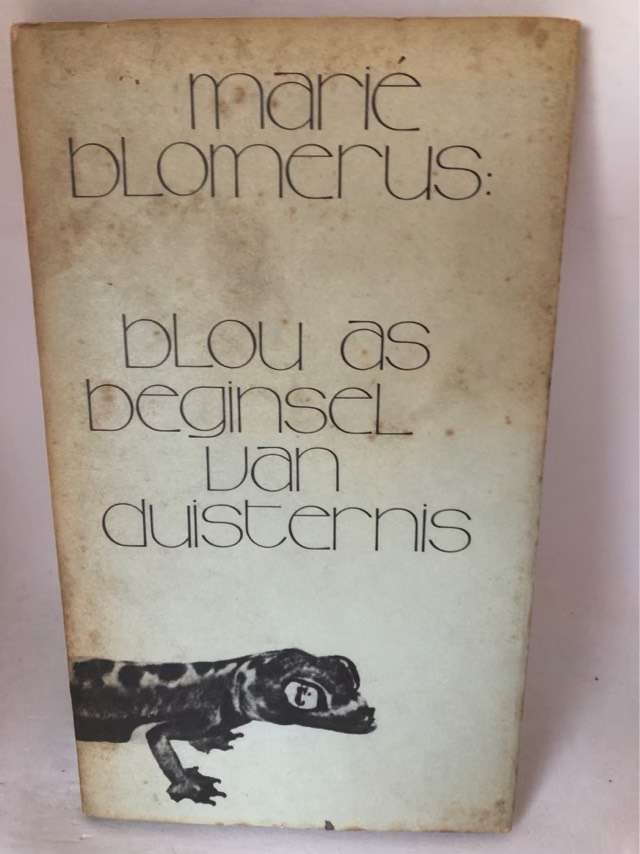 marié
blomerus:
blou as
beginsel
van
duisternis